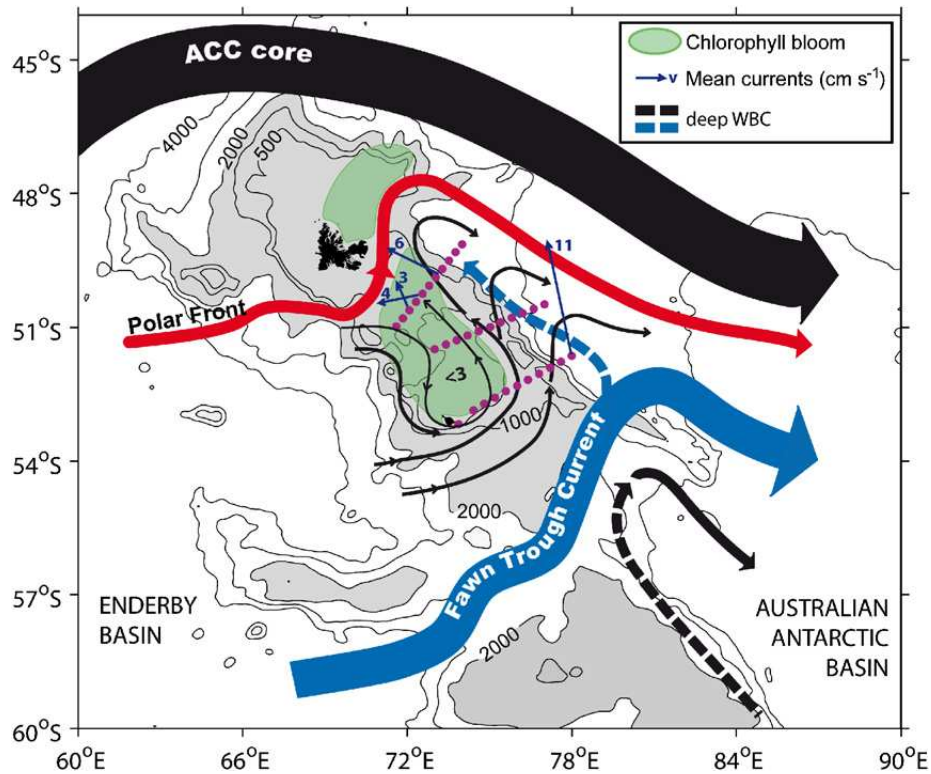 45°S
48°S
51°S
54°S
57°S
60°S
60°E
66°E
72°E
78°E
84°E
90°E
ACC core
Chlorophyll bloom
v Mean currents (cm s⁻¹)
deep WBC
4000
2000
500
Polar Front
6
3
4
11
<3
1000
2000
Fawn Trough Current
ENDERBY
BASIN
2000
AUSTRALIAN
ANTARCTIC
BASIN